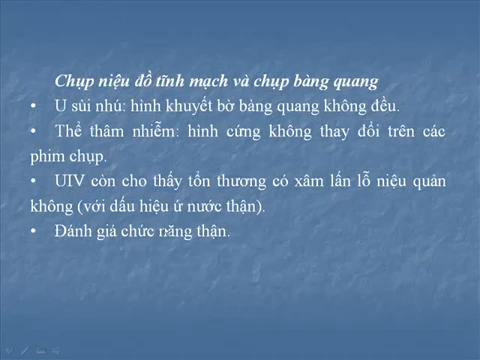 Chụp niệu đồ tĩnh mạch và chụp bàng quang
• U sùi nhú: hình khuyết bờ bàng quang không đều.
• Thể thâm nhiễm: hình cứng không thay đổi trên các
phim chụp.
• UIV còn cho thấy tổn thương có xâm lấn lỗ niệu quản
không (với dấu hiệu ứ nước thận).
• Đánh giá chức năng thận.